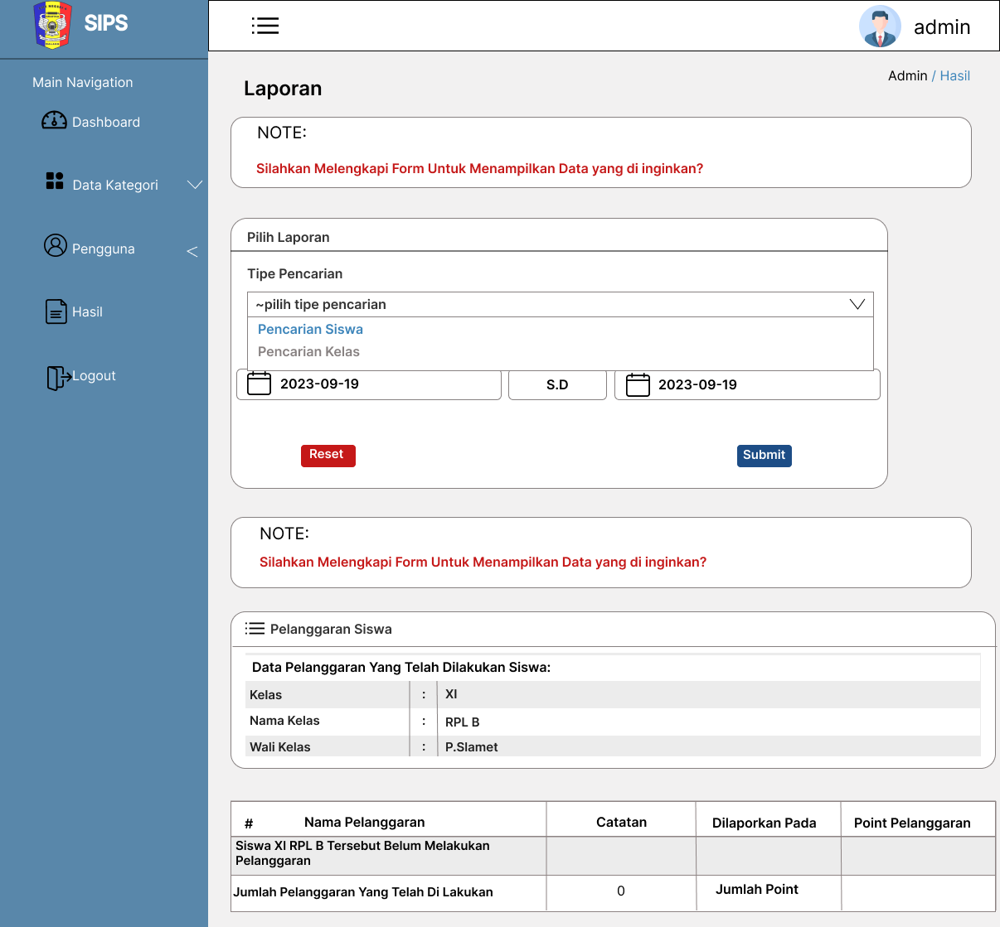 SIPS
admin
Main Navigation
Dashboard
Data Kategori
Pengguna
<
Hasil
Logout
Admin / Hasil
Laporan
NOTE:
Silahkan Melengkapi Form Untuk Menampilkan Data yang di inginkan?
Pilih Laporan
Tipe Pencarian
~pilih tipe pencarian
Pencarian Siswa
Pencarian Kelas
2023-09-19 S.D 2023-09-19
Reset Submit
NOTE:
Silahkan Melengkapi Form Untuk Menampilkan Data yang di inginkan?
Pelanggaran Siswa
Data Pelanggaran Yang Telah Dilakukan Siswa:
Kelas : XI
Nama Kelas : RPL B
Wali Kelas : P.Slamet
# Nama Pelanggaran Catatan Dilaporkan Pada Point Pelanggaran
Siswa XI RPL B Tersebut Belum Melakukan
Pelanggaran
Jumlah Pelanggaran Yang Telah Di Lakukan 0 Jumlah Point